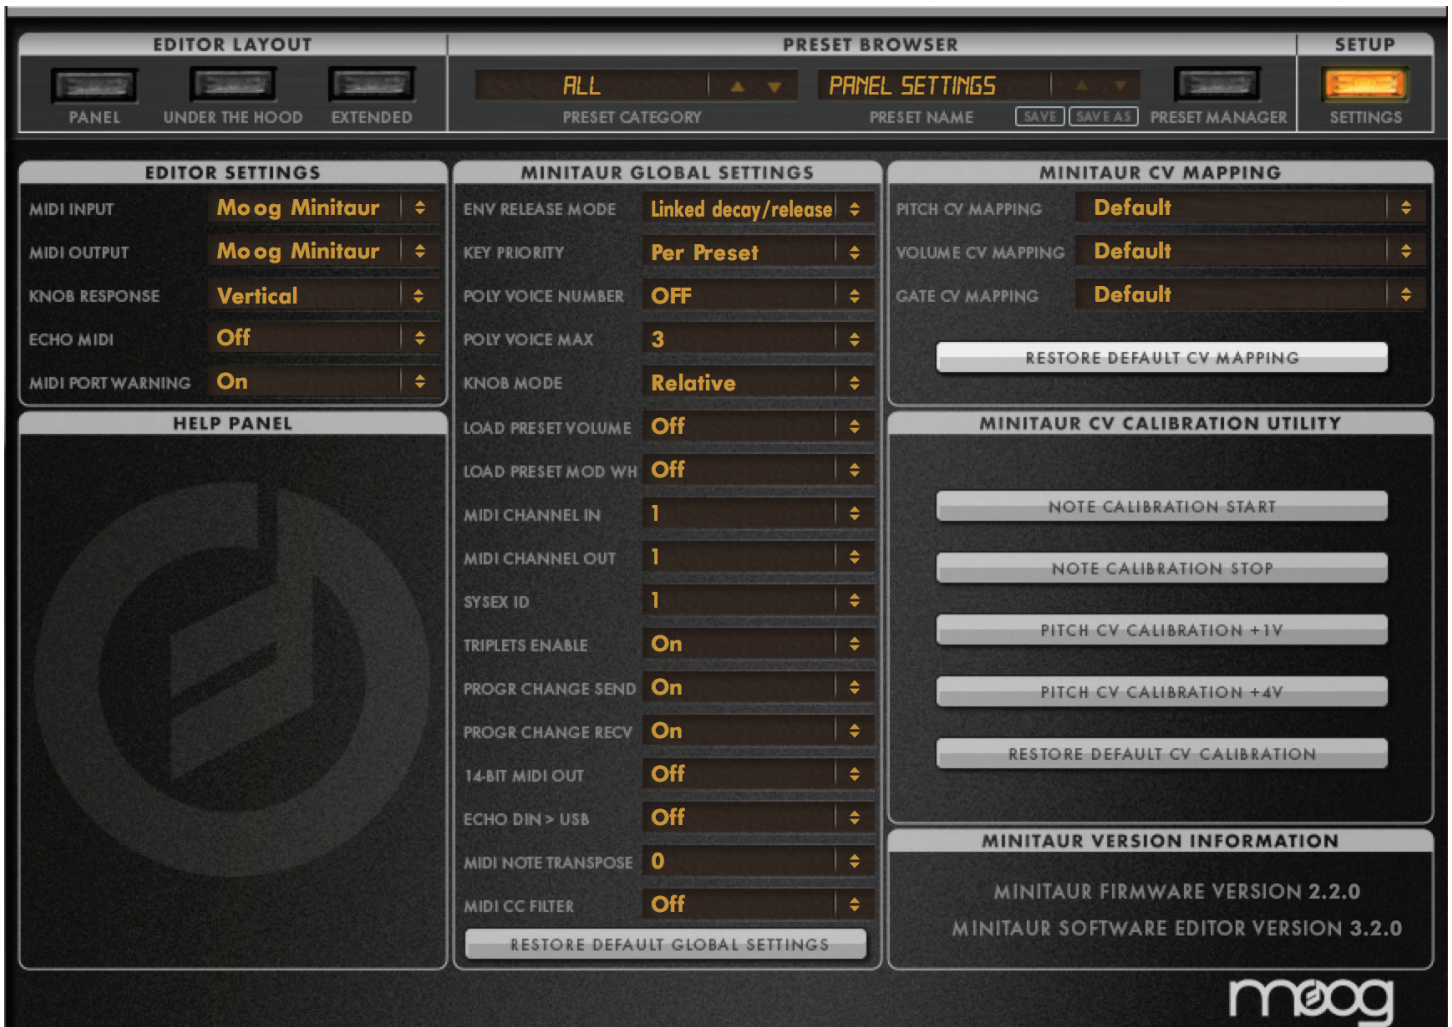 EDITOR LAYOUT
PANEL
UNDER THE HOOD
EXTENDED
PRESET BROWSER
ALL
PRESET CATEGORY
PANEL SETTINGS
PRESET NAME
SAVE
SAVE AS
PRESET MANAGER
SETUP
SETTINGS
EDITOR SETTINGS
MIDI INPUT Moog Minitaur
MIDI OUTPUT Moog Minitaur
KNOB RESPONSE Vertical
ECHO MIDI Off
MIDI PORT WARNING On
HELP PANEL
MINITAUR GLOBAL SETTINGS
ENV RELEASE MODE Linked decay/release
KEY PRIORITY Per Preset
POLY VOICE NUMBER OFF
POLY VOICE MAX 3
KNOB MODE Relative
LOAD PRESET VOLUME Off
LOAD PRESET MOD WH Off
MIDI CHANNEL IN 1
MIDI CHANNEL OUT 1
SYSEX ID 1
TRIPLETS ENABLE On
PROGR CHANGE SEND On
PROGR CHANGE RECV On
14-BIT MIDI OUT Off
ECHO DIN > USB Off
MIDI NOTE TRANSPOSE 0
MIDI CC FILTER Off
RESTORE DEFAULT GLOBAL SETTINGS
MINITAUR CV MAPPING
PITCH CV MAPPING Default
VOLUME CV MAPPING Default
GATE CV MAPPING Default
RESTORE DEFAULT CV MAPPING
MINITAUR CV CALIBRATION UTILITY
NOTE CALIBRATION START
NOTE CALIBRATION STOP
PITCH CV CALIBRATION +1V
PITCH CV CALIBRATION +4V
RESTORE DEFAULT CV CALIBRATION
MINITAUR VERSION INFORMATION
MINITAUR FIRMWARE VERSION 2.2.0
MINITAUR SOFTWARE EDITOR VERSION 3.2.0
moog